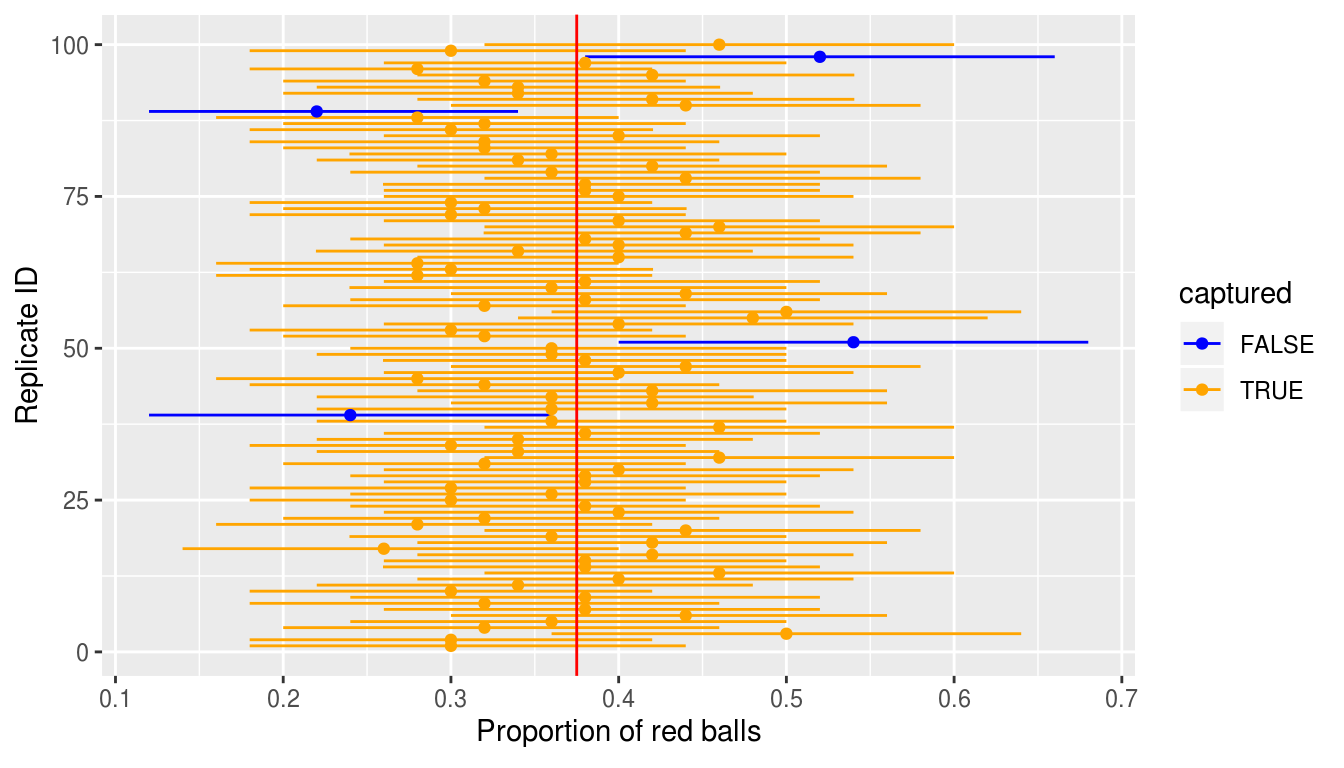 100
75
50
25
0
Replicate ID
0.1 0.2 0.3 0.4 0.5 0.6 0.7
Proportion of red balls
captured
FALSE
TRUE